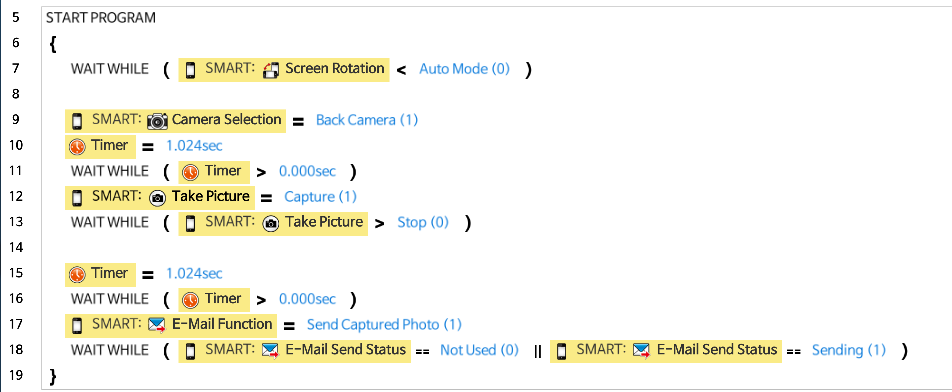 5 START PROGRAM
6 {
7 WAIT WHILE ( SMART: Screen Rotation < Auto Mode (0) )
8
9 SMART: Camera Selection = Back Camera (1)
10 Timer = 1.024sec
11 WAIT WHILE ( Timer > 0.000sec )
12 SMART: Take Picture = Capture (1)
13 WAIT WHILE ( SMART: Take Picture > Stop (0) )
14
15 Timer = 1.024sec
16 WAIT WHILE ( Timer > 0.000sec )
17 SMART: E-Mail Function = Send Captured Photo (1)
18 WAIT WHILE ( SMART: E-Mail Send Status == Not Used (0) || SMART: E-Mail Send Status == Sending (1) )
19 }